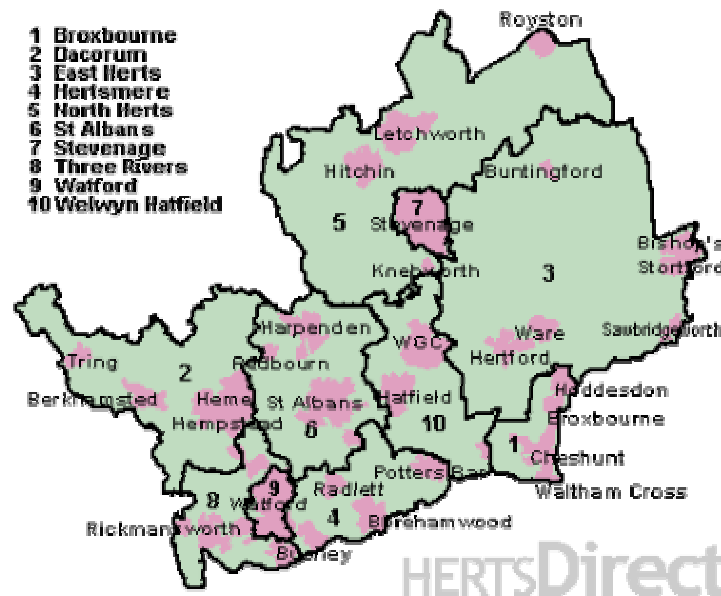 Royston
1 Broxbourne
2 Dacorum
3 East Herts
4 Hertsmere
5 North Herts
6 St Albans
7 Stevenage
8 Three Rivers
9 Watford
10 Welwyn Hatfield
Letchworth
Hitchin
Buntingford
7
5
Stevenage
Bishop's
Stortford
Knebworth
3
Harpenden
WGC
Ware
Sawbridgeworth
Tring
Redbourn
Hertford
2
Berkhamsted
Hemel
Hempstead
St Albans
Hatfield
Hoddesdon
6
10
Broxbourne
1
Cheshunt
Potters Bar
Waltham Cross
8
9
Watford
Radlett
4
Rickmansworth
Borehamwood
Bushey
HERTSDirect